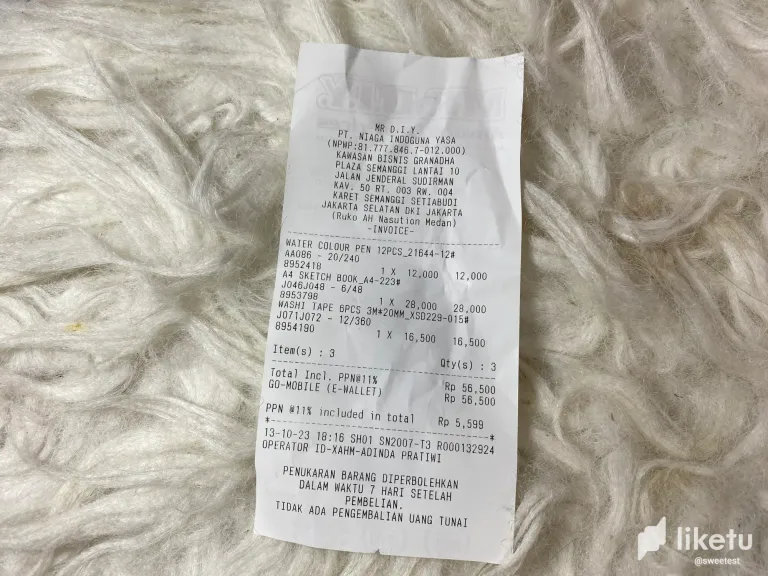 MR D.I.Y.
PT. NIAGA INDOGUNA YASA
(NPWP:81.777.846.7-012.000)
KAWASAN BISNIS GRANADHA
PLAZA SEMANGGI LANTAI 10
JALAN JENDERAL SUDIRMAN
KAV. 50 RT. 003 RW. 004
KARET SEMANGGI SETIABUDI
JAKARTA SELATAN DKI JAKARTA
(Ruko AH Nasution Medan)
-INVOICE-
WATER COLOUR PEN 12PCS_21644-12#
AA086 - 20/240
8952418 1 X 12,000 12,000
A4 SKETCH BOOK_A4-223#
J046J048 - 6/48
8953798 1 X 28,000 28,000
WASHI TAPE 6PCS 3M*20MM_XSD229-015#
J071J072 - 12/360
8954190 1 X 16,500 16,500
Item(s) : 3 Qty(s) : 3
Total Incl. PPN@11% Rp 56,500
GO-MOBILE (E-WALLET) Rp 56,500
PPN @11% included in total Rp 5,599
*--------------------------------------*
13-10-23 18:16 SH01 SN2007-T3 R000132924
OPERATOR ID-XAHM-ADINDA PRATIWI
PENUKARAN BARANG DIPERBOLEHKAN
DALAM WAKTU 7 HARI SETELAH
PEMBELIAN.
TIDAK ADA PENGEMBALIAN UANG TUNAI
liketu
@sweetest